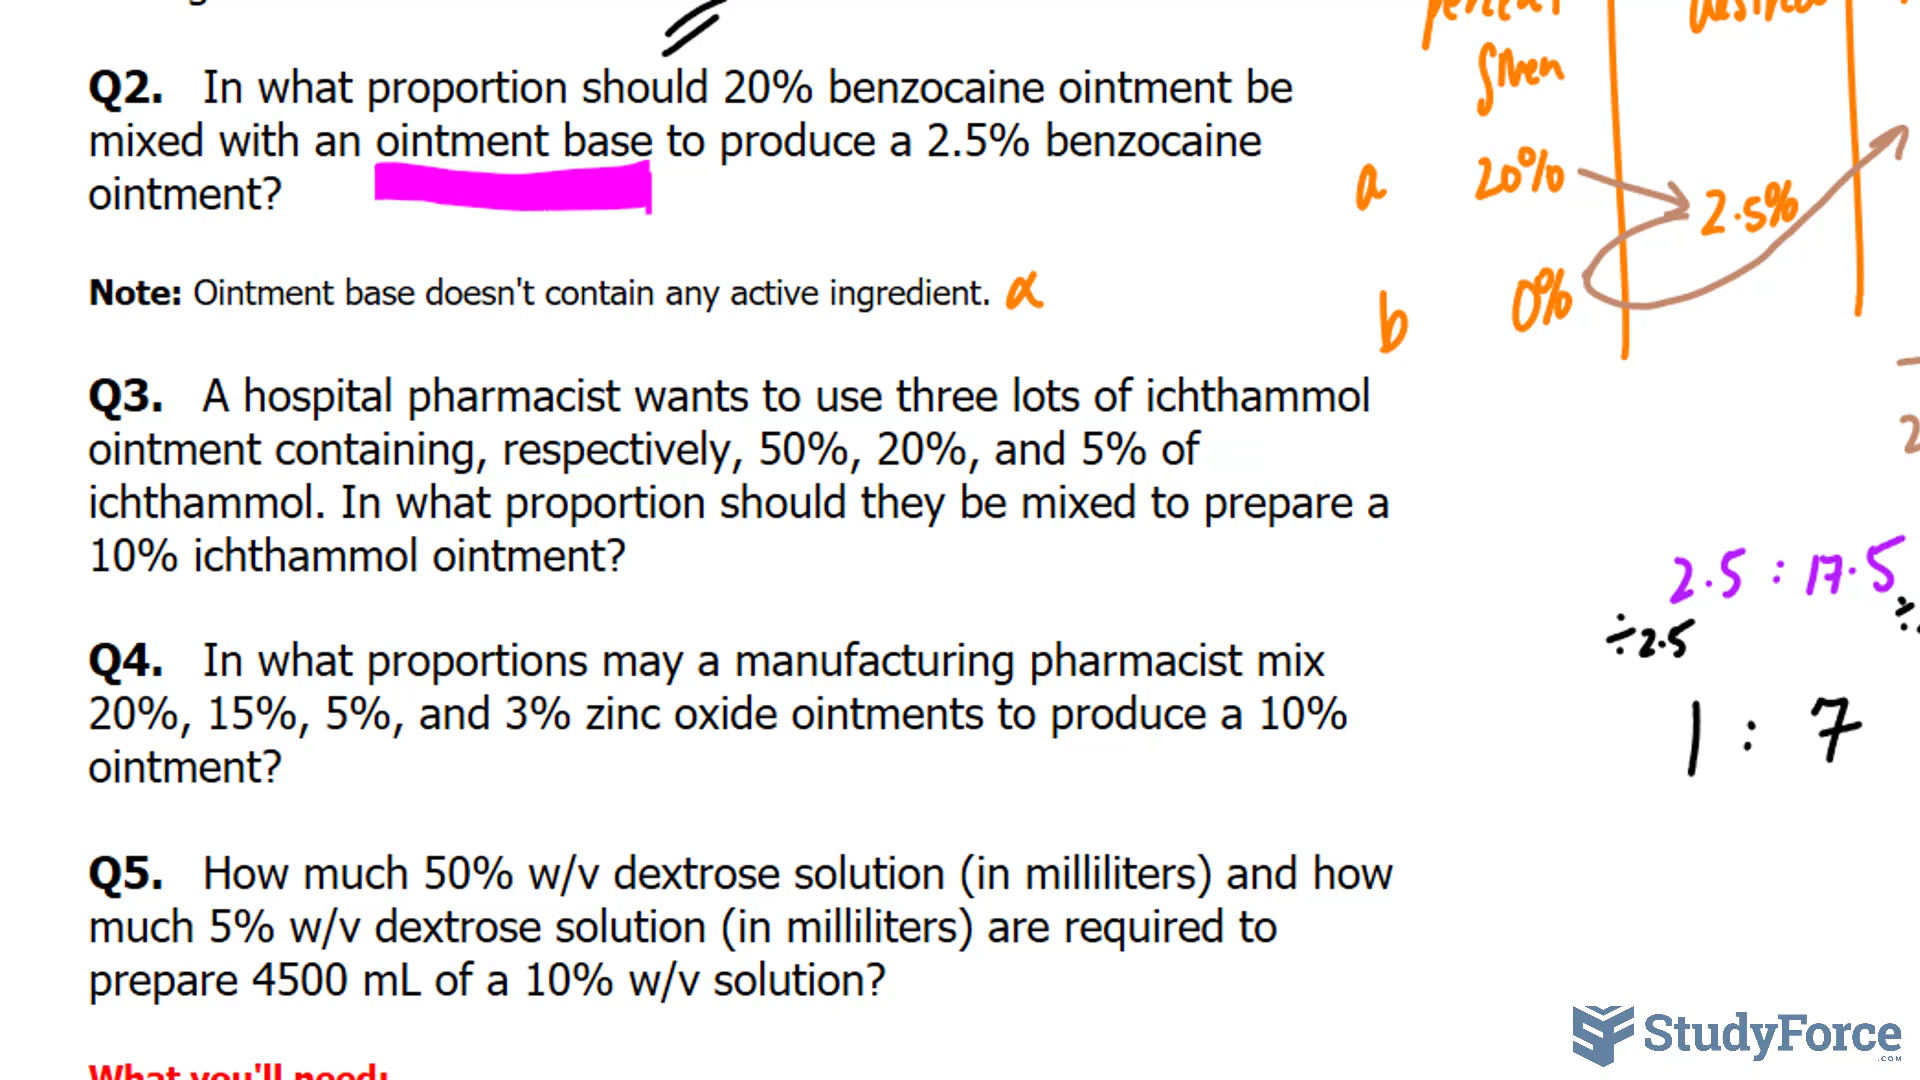 Q2. In what proportion should 20% benzocaine ointment be
mixed with an ointment base to produce a 2.5% benzocaine
ointment?
Note: Ointment base doesn't contain any active ingredient. α
Q3. A hospital pharmacist wants to use three lots of ichthammol
ointment containing, respectively, 50%, 20%, and 5% of
ichthammol. In what proportion should they be mixed to prepare a
10% ichthammol ointment?
Q4. In what proportions may a manufacturing pharmacist mix
20%, 15%, 5%, and 3% zinc oxide ointments to produce a 10%
ointment?
Q5. How much 50% w/v dextrose solution (in milliliters) and how
much 5% w/v dextrose solution (in milliliters) are required to
prepare 4500 mL of a 10% w/v solution?
What you'll need:
percent
given
a 20% 2.5%
b 0%
2
2.5 : 17.5
÷2.5 ÷
1 : 7
StudyForce
.COM